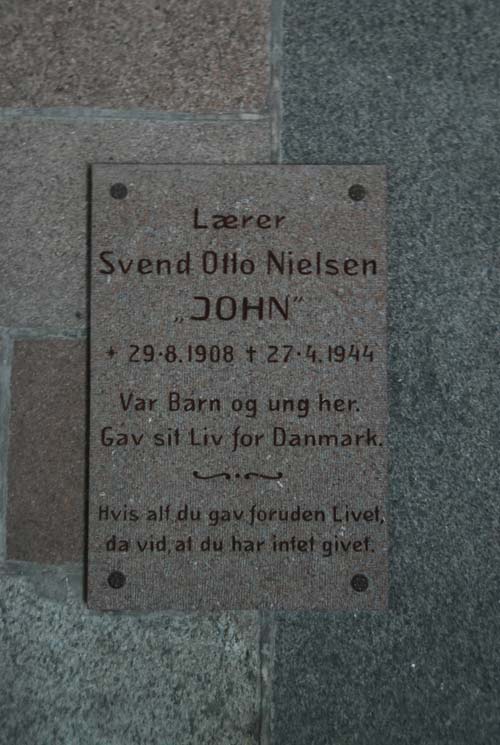 Lærer
Svend Otto Nielsen
„JOHN”
* 29·8.1908 † 27·4.1944
Var Barn og ung her.
Gav sit Liv for Danmark.
Hvis alt du gav foruden Livet,
da vid, at du har intet givet.